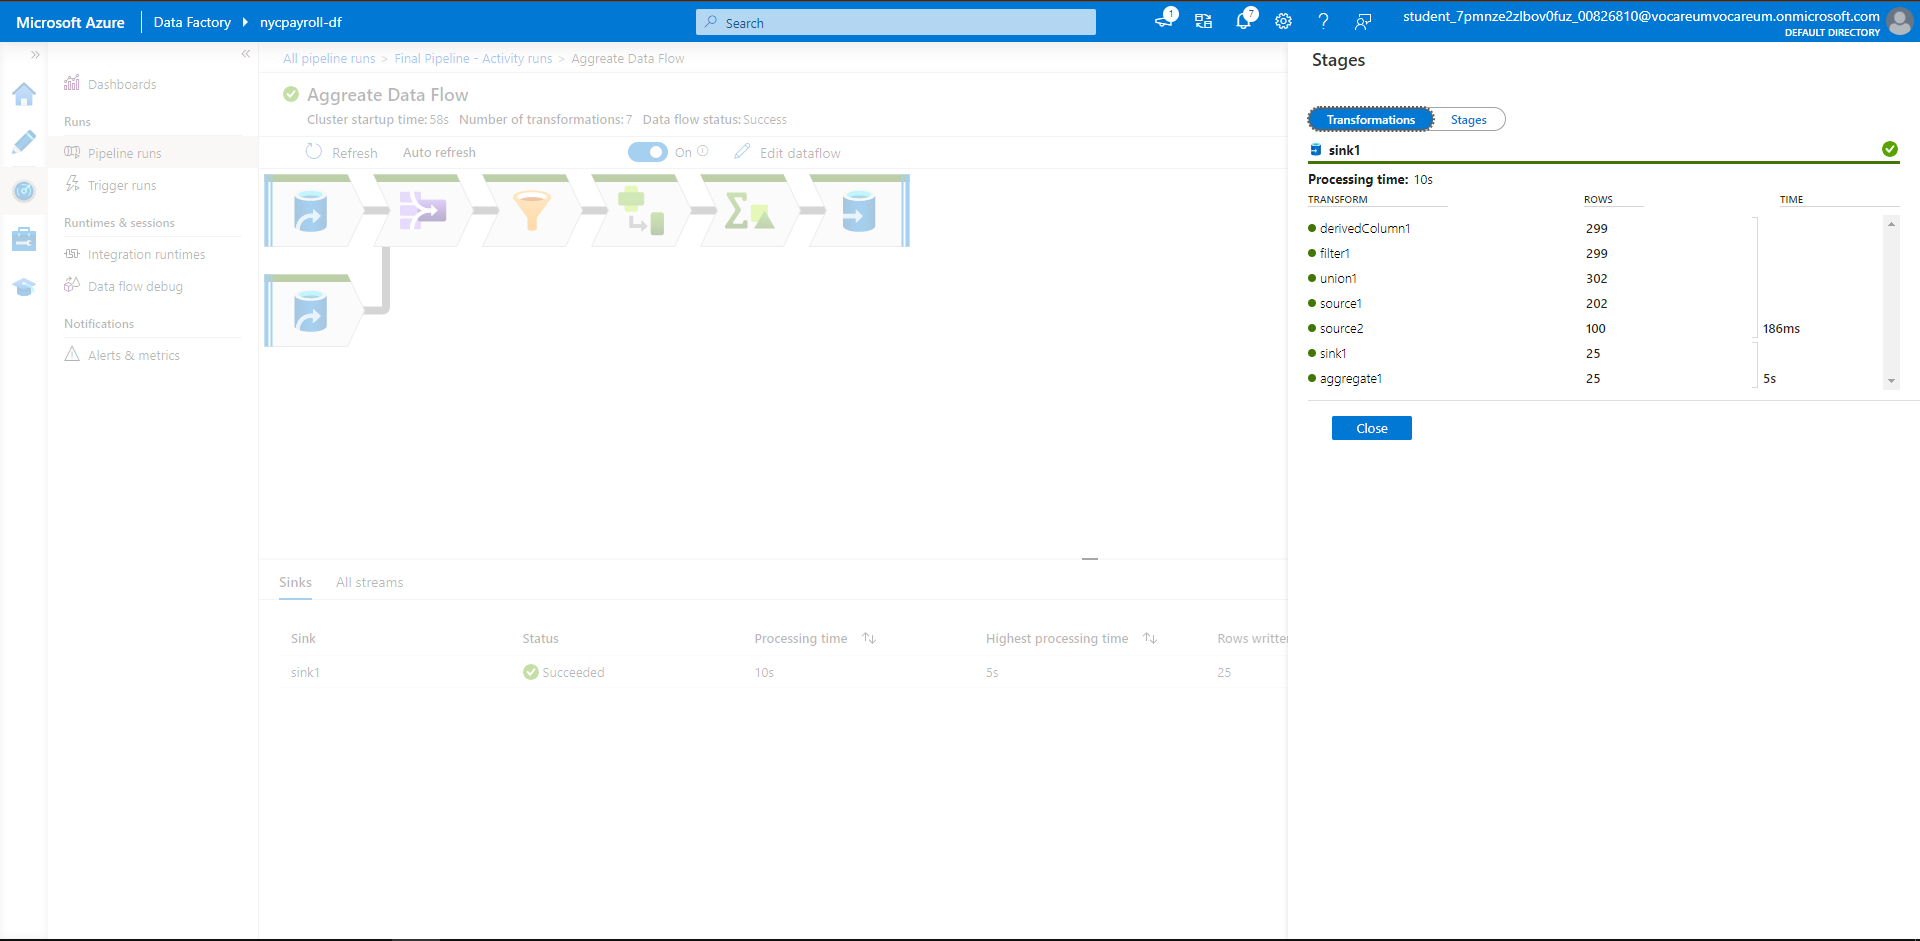 Microsoft Azure
Data Factory
nycpayroll-df
Search
1
7
student_7pmnze2zlbov0fuz_00826810@vocareumvocareum.onmicrosoft.com
DEFAULT DIRECTORY
Dashboards
Runs
Pipeline runs
Trigger runs
Runtimes & sessions
Integration runtimes
Data flow debug
Notifications
Alerts & metrics
All pipeline runs > Final Pipeline - Activity runs > Aggreate Data Flow
Aggreate Data Flow
Cluster startup time: 58s Number of transformations: 7 Data flow status: Success
Refresh Auto refresh On Edit dataflow
Sinks All streams
Sink Status Processing time Highest processing time Rows writte
sink1 Succeeded 10s 5s 25
Stages
Transformations Stages
sink1
Processing time: 10s
TRANSFORM ROWS TIME
derivedColumn1 299
filter1 299
union1 302
source1 202
source2 100 186ms
sink1 25
aggregate1 25 5s
Close